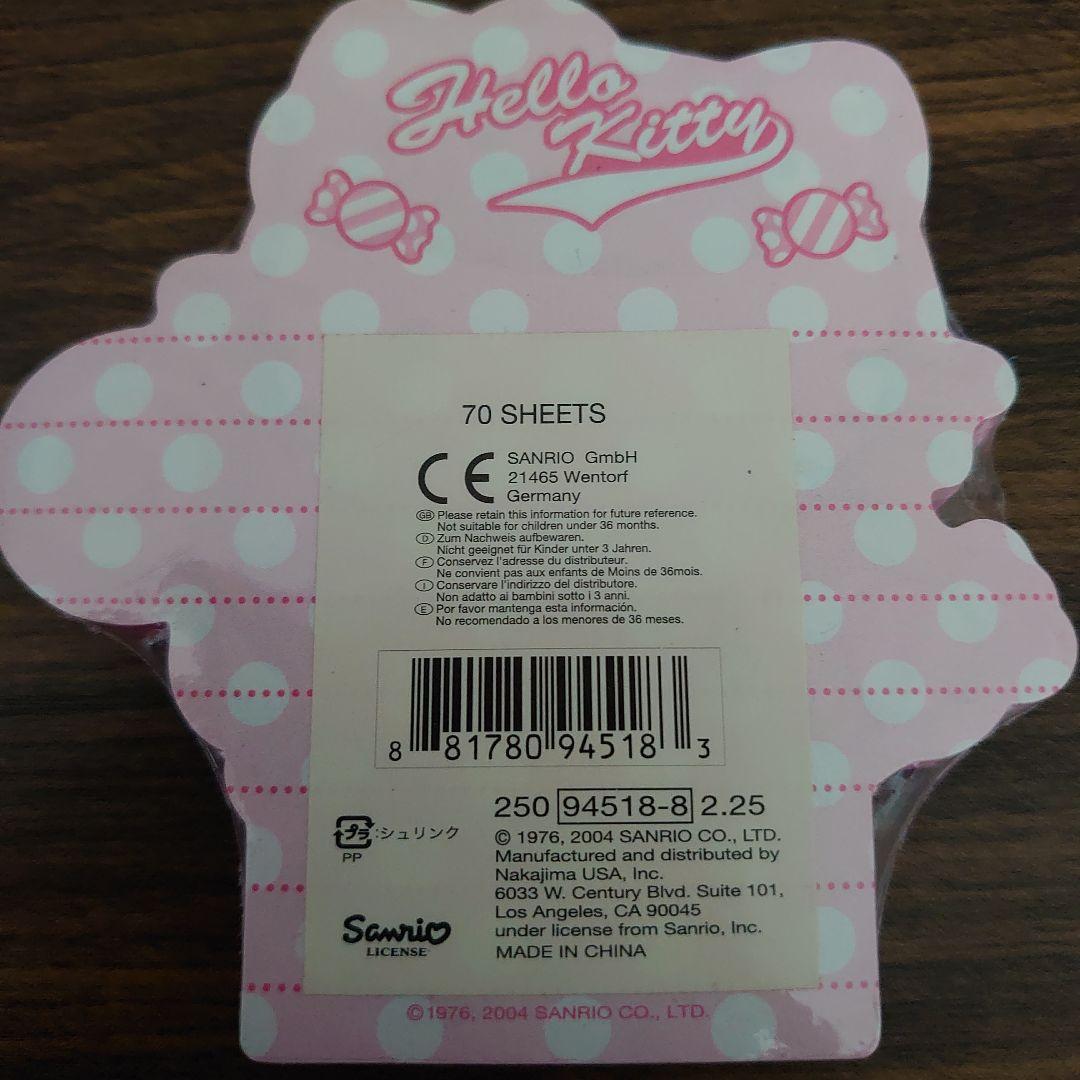 Hello
Kitty
70 SHEETS
CE SANRIO GmbH
21465 Wentorf
Germany
GB Please retain this information for future reference.
Not suitable for children under 36 months.
D Zum Nachweis aufbewaren.
Nicht geeignet für Kinder unter 3 Jahren.
F Conservez l'adresse du distributeur.
Ne convient pas aux enfants de Moins de 36mois.
I Conservare l'indirizzo del distributore.
Non adatto ai bambini sotto i 3 anni.
E Por favor mantenga esta información.
No recomendado a los menores de 36 meses.
8 81780 94518 3
250 94518-8 2.25
プラ:シュリンク
PP
© 1976, 2004 SANRIO CO., LTD.
Manufactured and distributed by
Nakajima USA, Inc.
6033 W. Century Blvd. Suite 101,
Los Angeles, CA 90045
under license from Sanrio, Inc.
MADE IN CHINA
Sanrio
LICENSE
©1976, 2004 SANRIO CO., LTD.